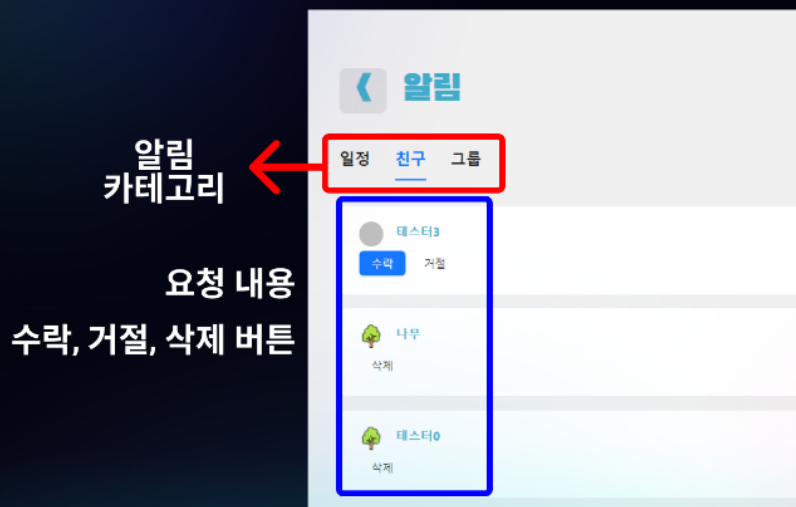 알림
일정 친구 그룹
알림
카테고리
테스터3
수락 거절
요청 내용
수락, 거절, 삭제 버튼
나무
삭제
테스터0
삭제